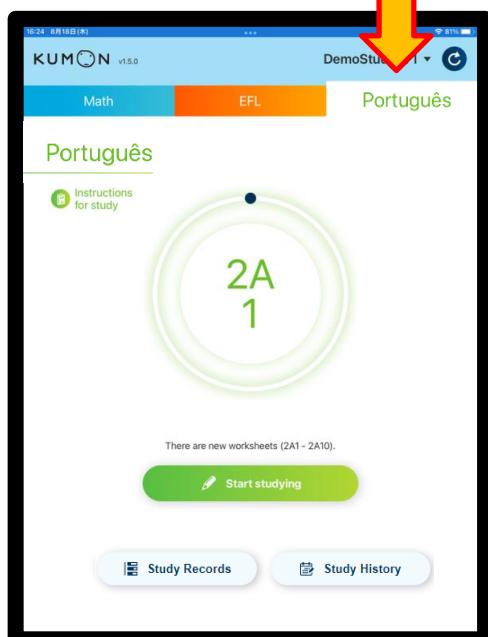 16:24 8月18日(木) ... 81%
KUMON v1.5.0 DemoStu 1
Math EFL Português
Português
Instructions
for study
2A
1
There are new worksheets (2A1 - 2A10).
Start studying
Study Records Study History